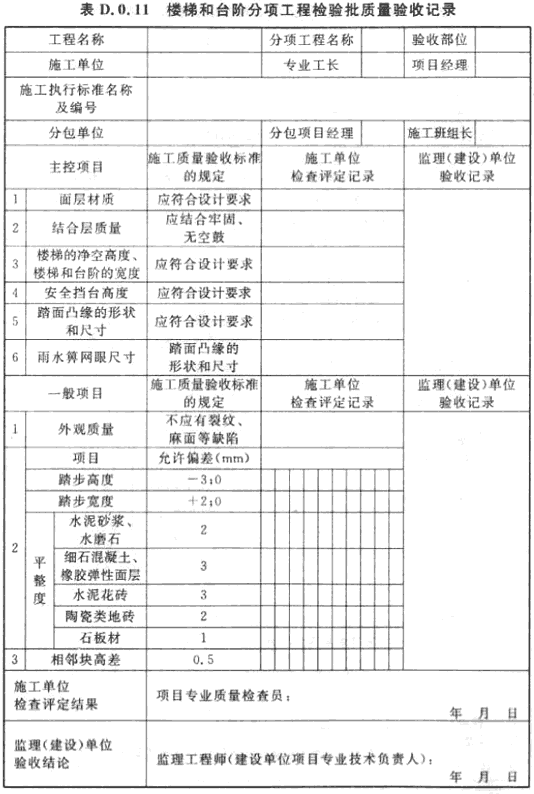 表 D.0.11 楼梯和台阶分项工程检验批质量验收记录
工程名称 分项工程名称 验收部位
施工单位 专业工长 项目经理
施工执行标准名称
及编号
分包单位 分包项目经理 施工班组长
主控项目 施工质量验收标准 施工单位 监理(建设)单位
的规定 检查评定记录 验收记录
1 面层材质 应符合设计要求
2 结合层质量 应结合牢固、
无空鼓
3 楼梯的净空高度、 应符合设计要求
楼梯和台阶的宽度
4 安全挡台高度 应符合设计要求
5 踏面凸缘的形状 应符合设计要求
和尺寸
6 雨水箅网眼尺寸 踏面凸缘的
形状和尺寸
一般项目 施工质量验收标准 施工单位 监理(建设)单位
的规定 检查评定记录 验收记录
1 外观质量 不应有裂纹、
麻面等缺陷
2 项目 允许偏差(mm)
踏步高度 -3;0
踏步宽度 +2;0
平整度 水泥砂浆、 2
水磨石
细石混凝土、 3
橡胶弹性面层
水泥花砖 3
陶瓷类地砖 2
石板材 1
3 相邻块高差 0.5
施工单位
检查评定结果 项目专业质量检查员:
年 月 日
监理(建设)单位
验收结论 监理工程师(建设单位项目专业技术负责人):
年 月 日